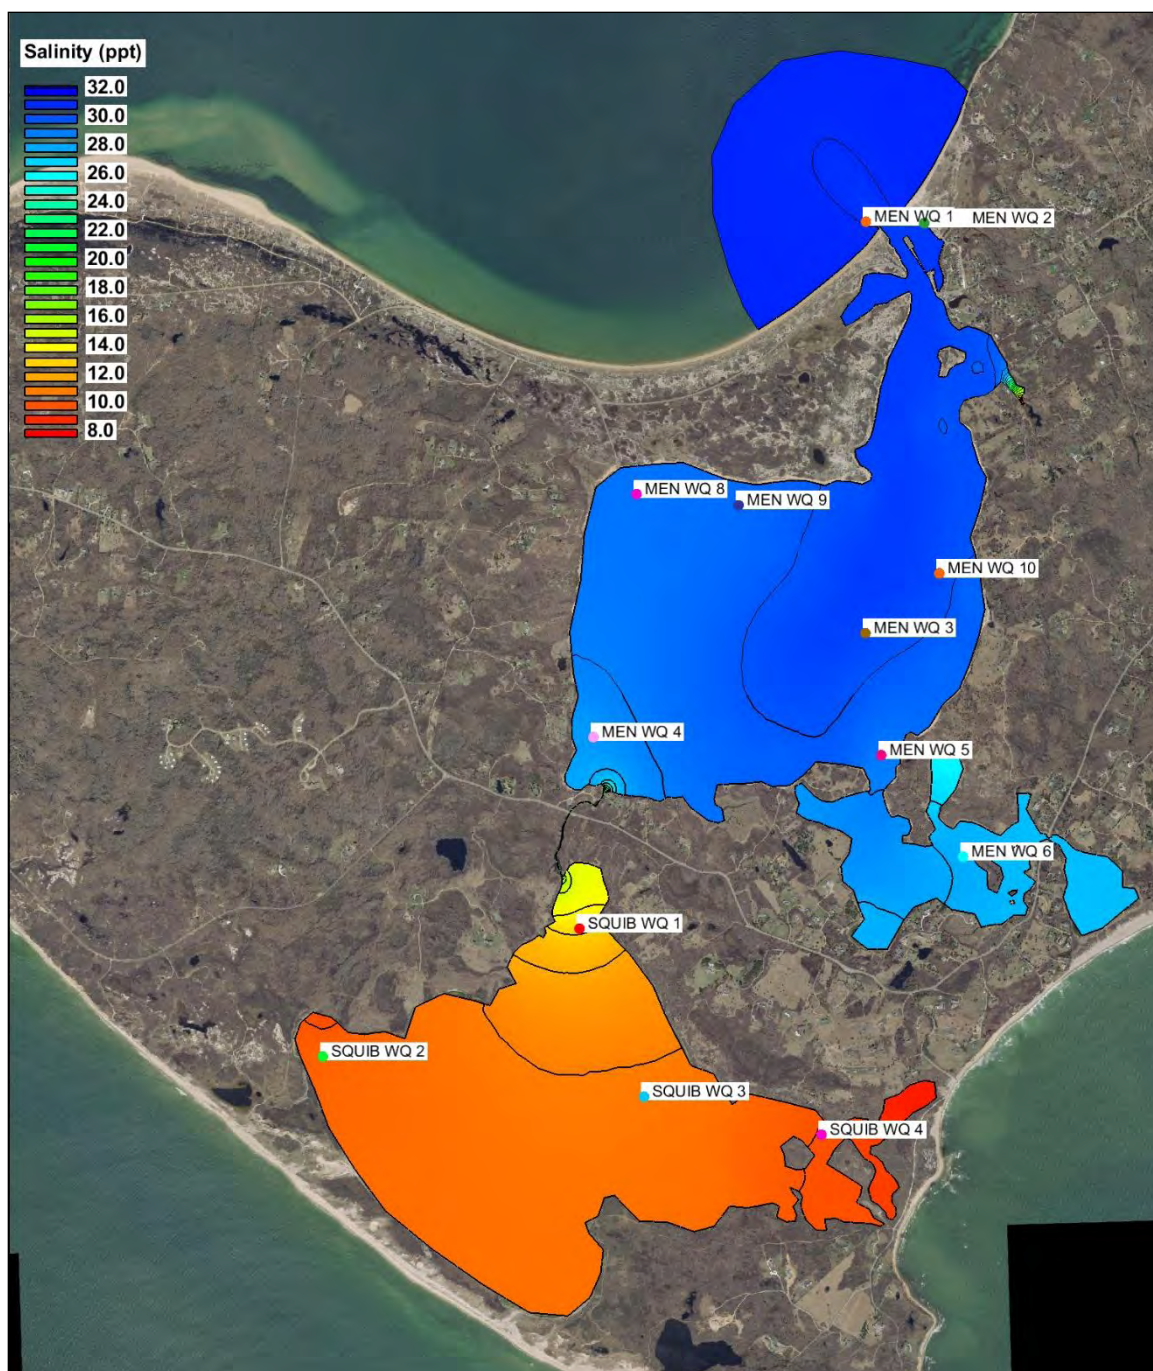 Salinity (ppt)
32.0
30.0
28.0
26.0
24.0
22.0
20.0
18.0
16.0
14.0
12.0
10.0
8.0
MEN WQ 1
MEN WQ 2
MEN WQ 8
MEN WQ 9
MEN WQ 10
MEN WQ 3
MEN WQ 4
MEN WQ 5
MEN WQ 6
SQUIB WQ 1
SQUIB WQ 2
SQUIB WQ 3
SQUIB WQ 4